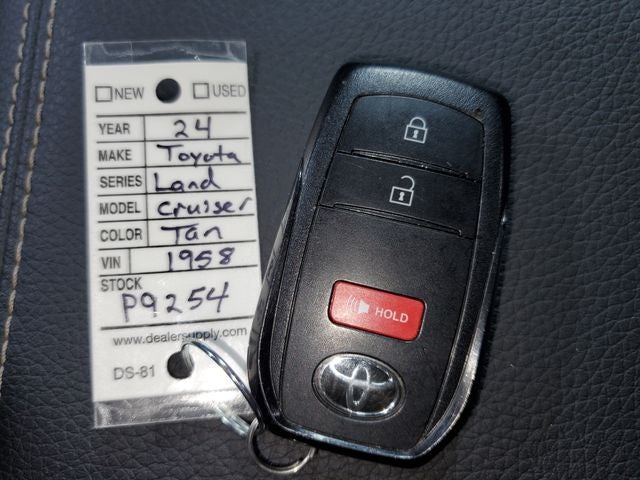 NEW USED
YEAR 24
MAKE Toyota
SERIES Land
MODEL Cruiser
COLOR Tan
VIN 1958
STOCK
P9254
www.dealersupply.com
DS-81
HOLD